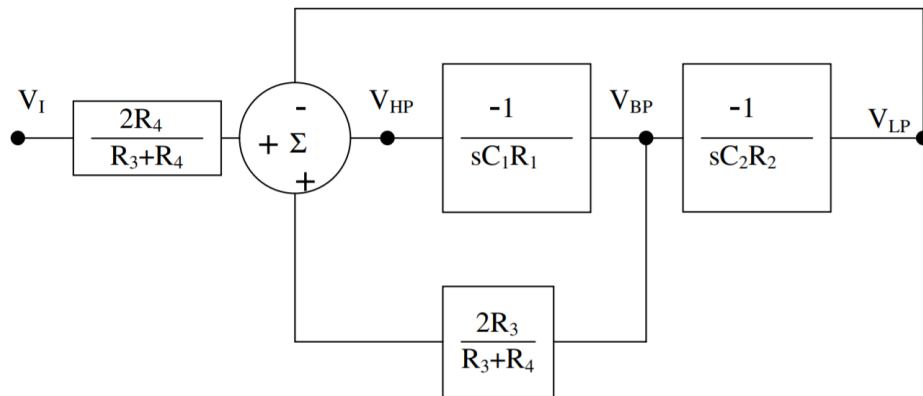 V_I
2R_4
R_3+R_4
-
+ Σ
+
V_HP
-1
sC_1R_1
V_BP
-1
sC_2R_2
V_LP
2R_3
R_3+R_4